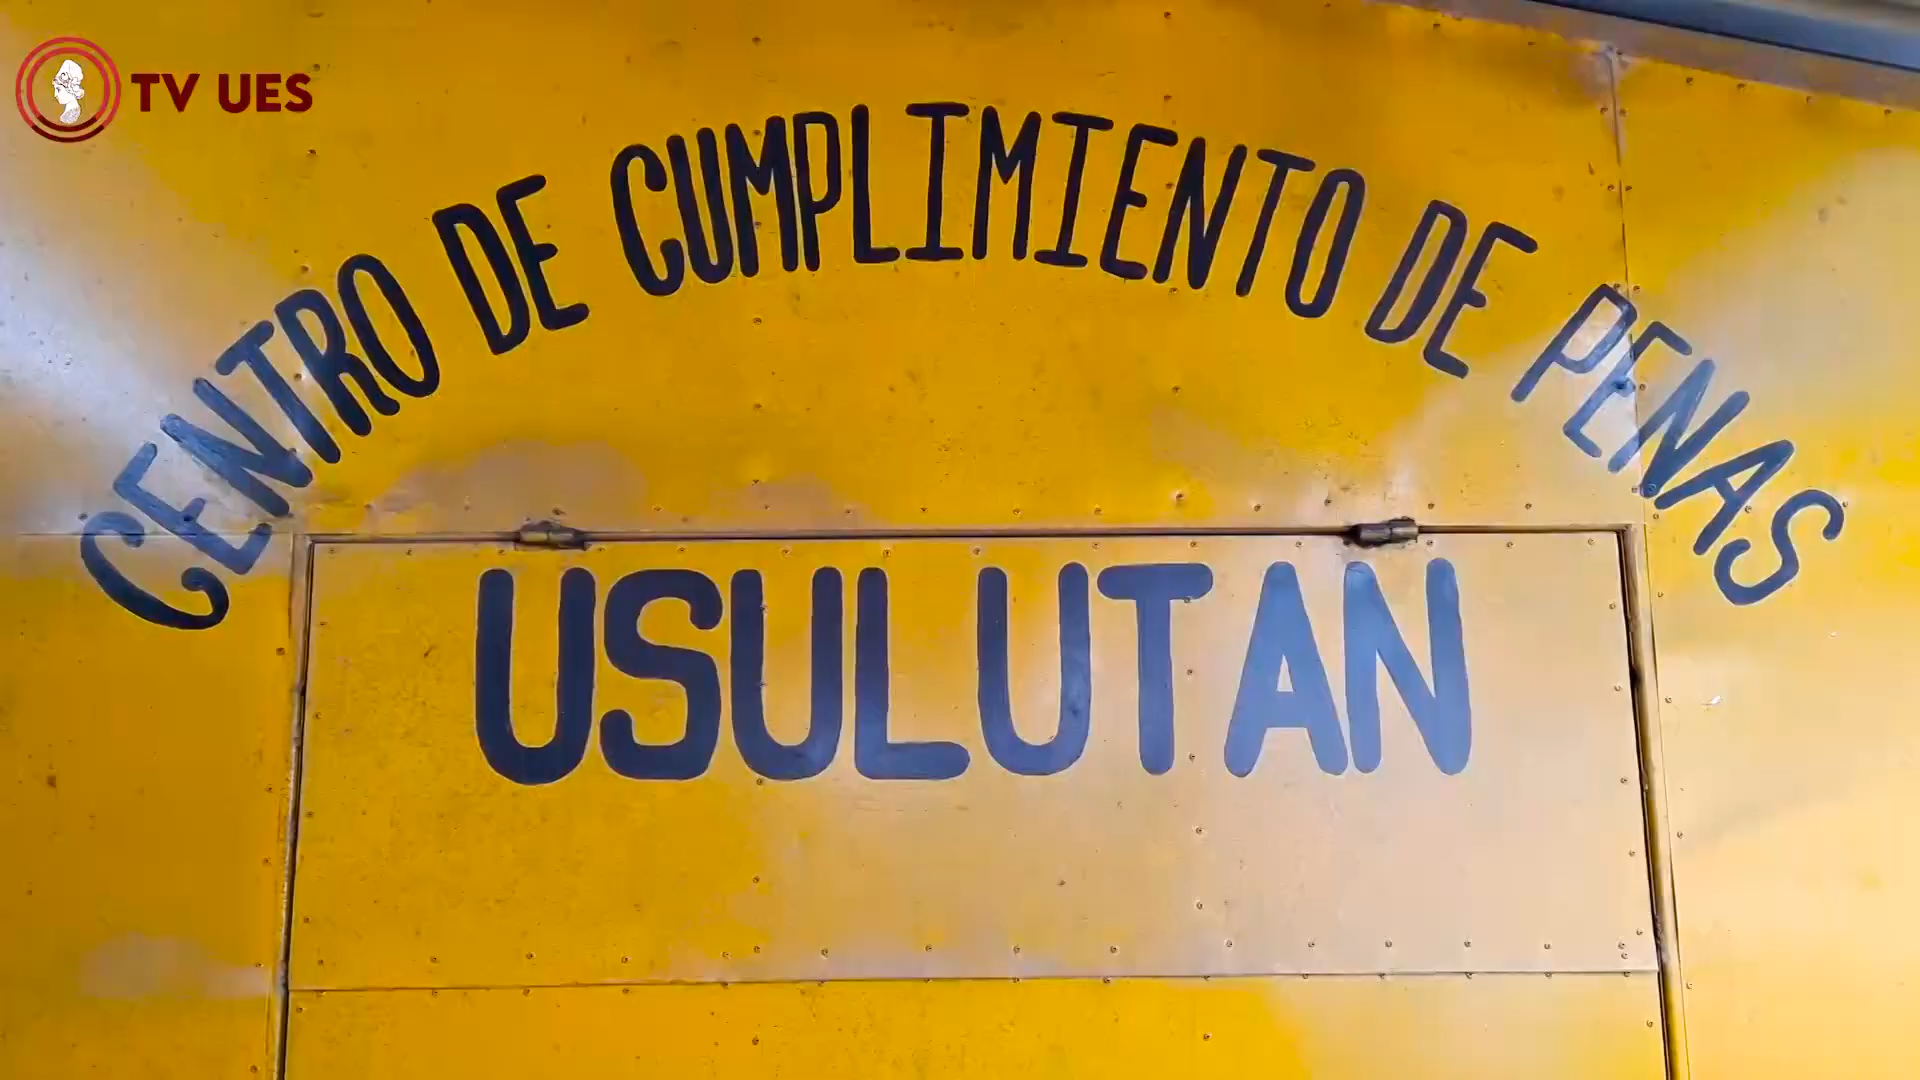 TV UES
CENTRO DE CUMPLIMIENTO DE PENAS
USULUTAN